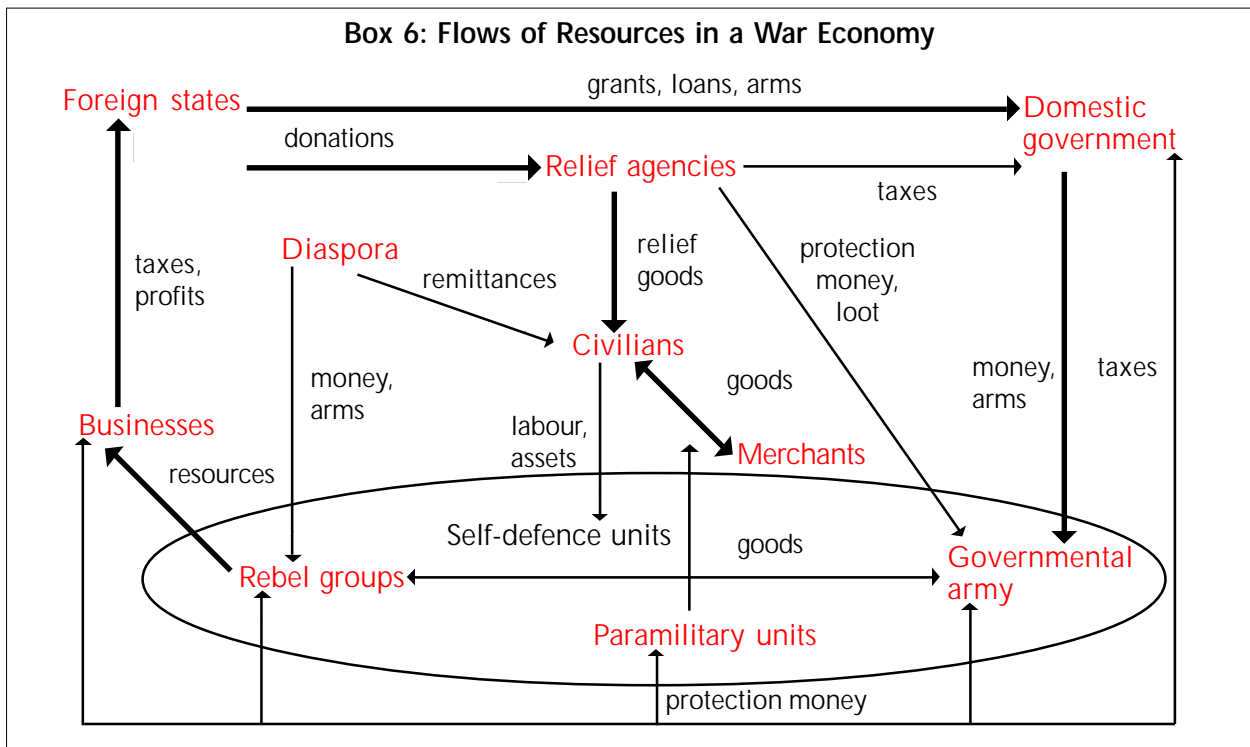 Box 6: Flows of Resources in a War Economy
grants, loans, arms
Foreign states
Domestic
government
donations
Relief agencies
taxes
Diaspora
relief
goods
protection
money,
loot
taxes,
profits
remittances
Civilians
money,
arms
goods
money,
arms
taxes
Businesses
labour,
assets
Merchants
resources
Self-defence units
goods
Governmental
army
Rebel groups
Paramilitary units
protection money